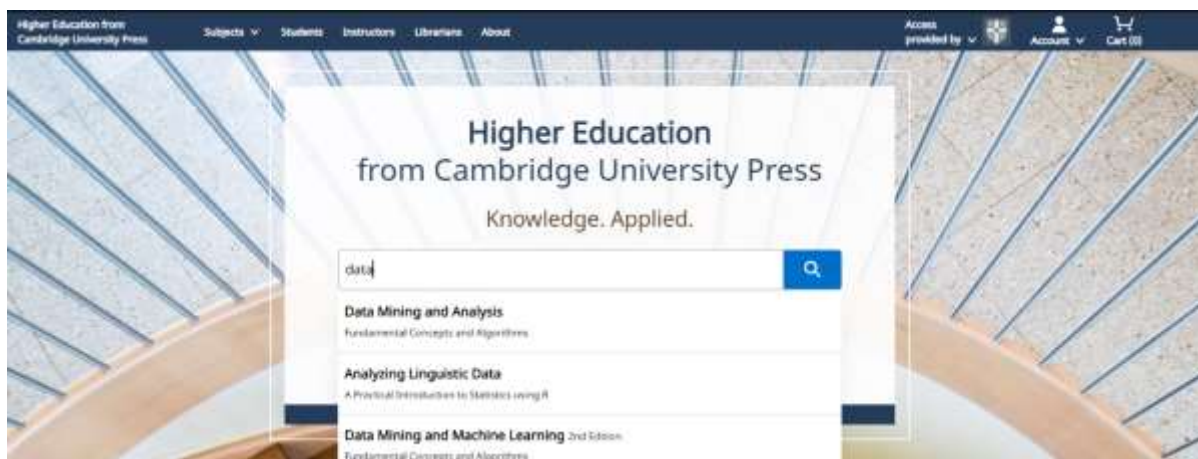 Higher Education from
Cambridge University Press
Subjects
Students
Instructors
Librarians
About
Access
provided by
Account
Cart (0)
Higher Education
from Cambridge University Press
Knowledge. Applied.
data
Data Mining and Analysis
Fundamental Concepts and Algorithms
Analyzing Linguistic Data
A Practical Introduction to Statistics using R
Data Mining and Machine Learning 2nd Edition
Fundamental Concepts and Algorithms